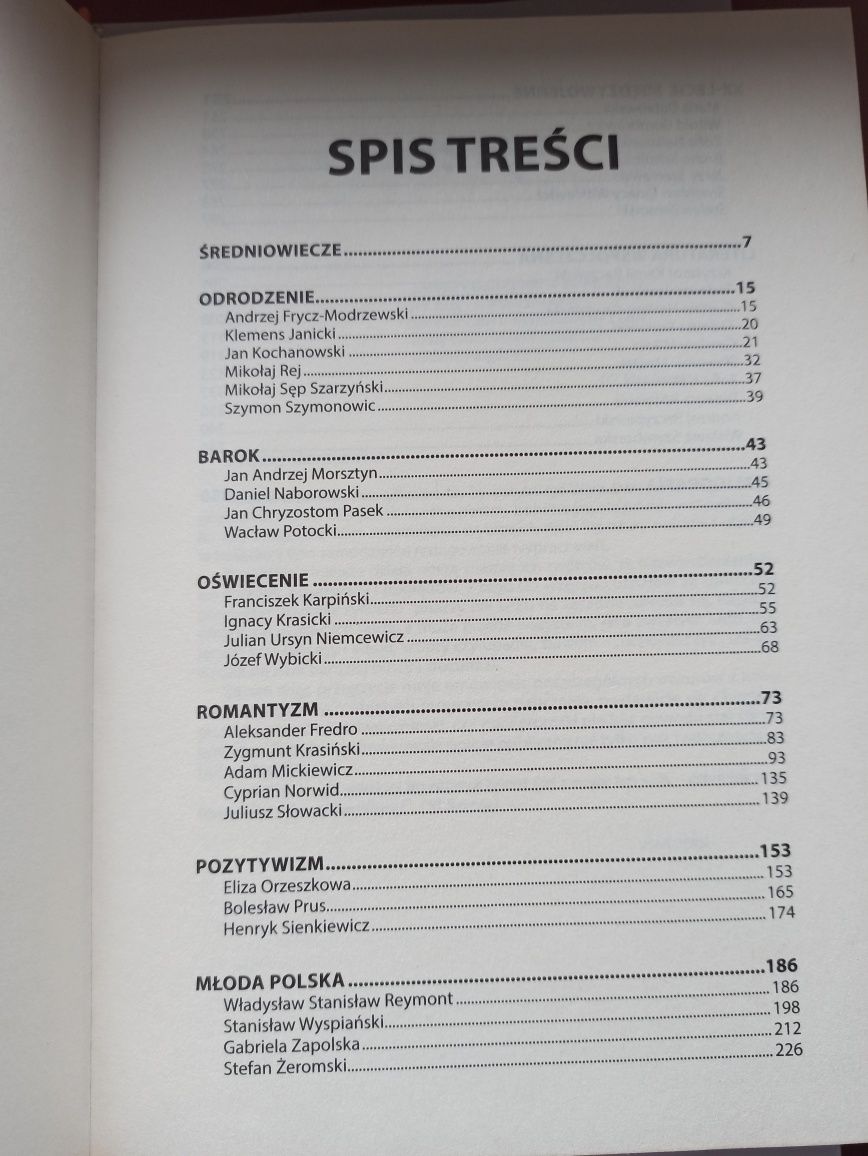 SPIS TREŚCI
ŚREDNIOWIECZE....................7
ODRODZENIE....................15
Andrzej Frycz-Modrzewski....................15
Klemens Janicki....................20
Jan Kochanowski....................21
Mikołaj Rej....................32
Mikołaj Sęp Szarzyński....................37
Szymon Szymonowic....................39
BAROK....................43
Jan Andrzej Morsztyn....................43
Daniel Naborowski....................45
Jan Chryzostom Pasek....................46
Wacław Potocki....................49
OŚWIECENIE....................52
Franciszek Karpiński....................52
Ignacy Krasicki....................55
Julian Ursyn Niemcewicz....................63
Józef Wybicki....................68
ROMANTYZM....................73
Aleksander Fredro....................73
Zygmunt Krasiński....................83
Adam Mickiewicz....................93
Cyprian Norwid....................135
Juliusz Słowacki....................139
POZYTYWIZM....................153
Eliza Orzeszkowa....................153
Bolesław Prus....................165
Henryk Sienkiewicz....................174
MŁODA POLSKA....................186
Władysław Stanisław Reymont....................186
Stanisław Wyspiański....................198
Gabriela Zapolska....................212
Stefan Żeromski....................226